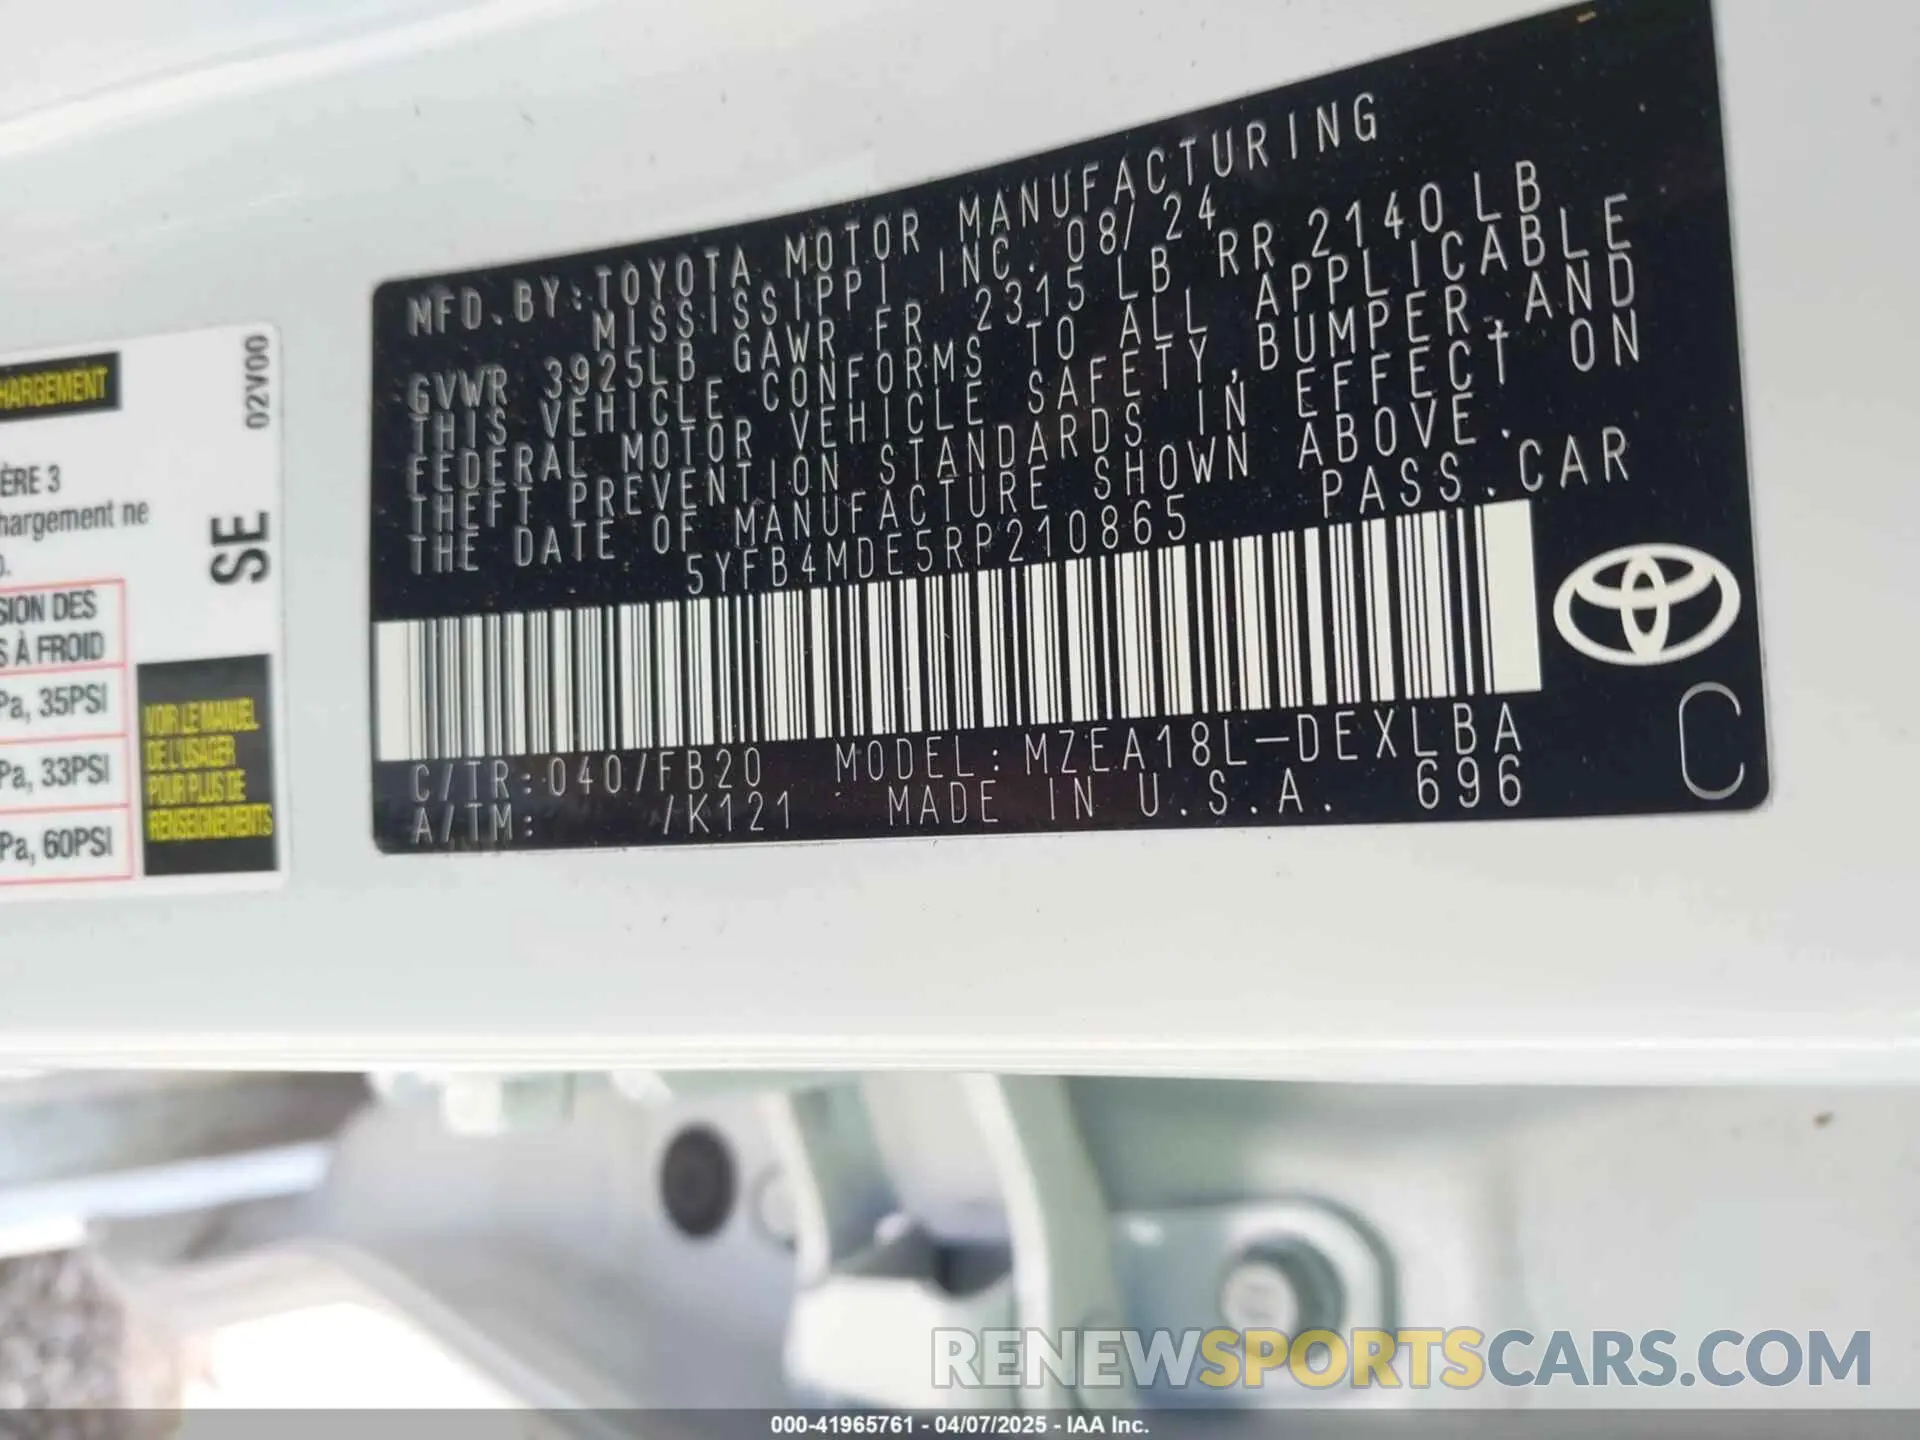 HARGEMENT
02V00
ÈRE 3
hargement ne
SE
SION DES
S À FROID
Pa, 35PSI
Pa, 33PSI
Pa, 60PSI
VOIR LE MANUEL
DE L'USAGER
POUR PLUS DE
RENSEIGNEMENTS
MFD.BY:TOYOTA MOTOR MANUFACTURING
MISSISSIPPI INC. 08/24
GVWR 3925LB GAWR FR 2315LB RR 2140LB
THIS VEHICLE CONFORMS TO ALL APPLICABLE
FEDERAL MOTOR VEHICLE SAFETY,BUMPER,AND
THEFT PREVENTION STANDARDS IN EFFECT ON
THE DATE OF MANUFACTURE SHOWN ABOVE.
5YFB4MDE5RP210865 PASS.CAR
C/TR:040/FB20 MODEL:MZEA18L-DEXLBA
A/TM: /K121 MADE IN U.S.A. 696
C
RENEWSPORTSCARS.COM
000-41965761 - 04/07/2025 - IAA Inc.